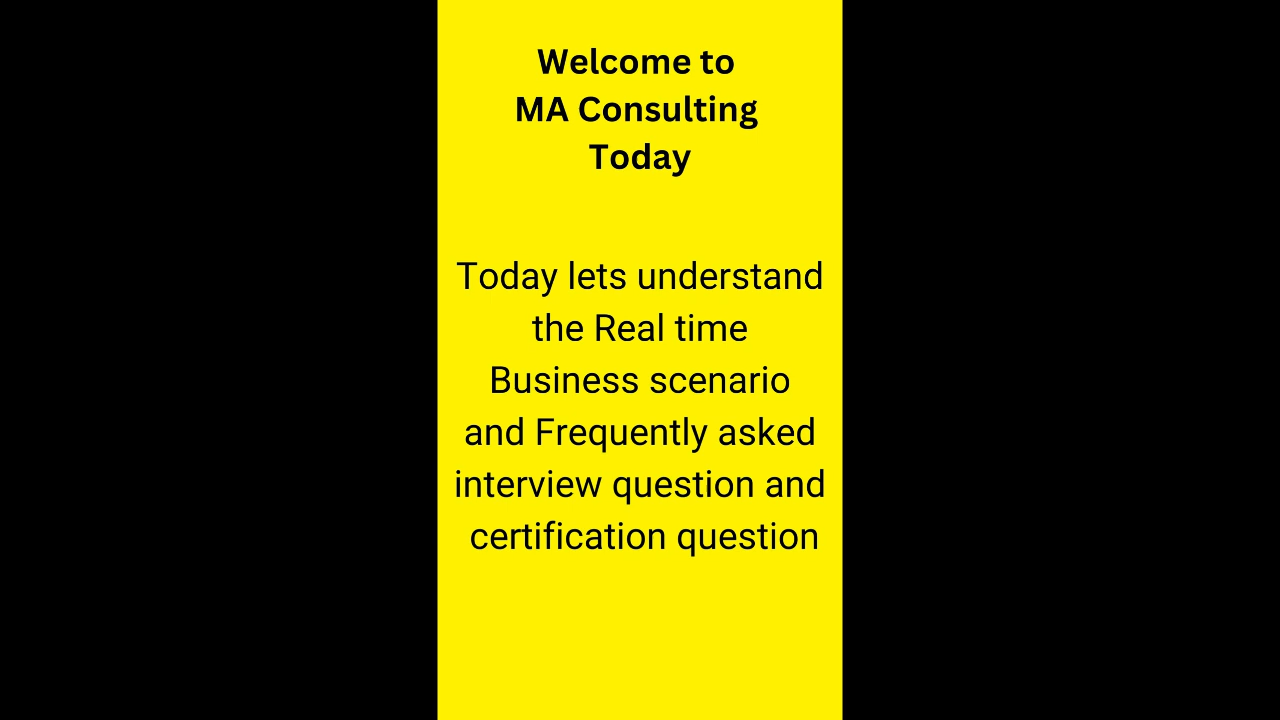 Welcome to
MA Consulting
Today
Today lets understand
the Real time
Business scenario
and Frequently asked
interview question and
certification question